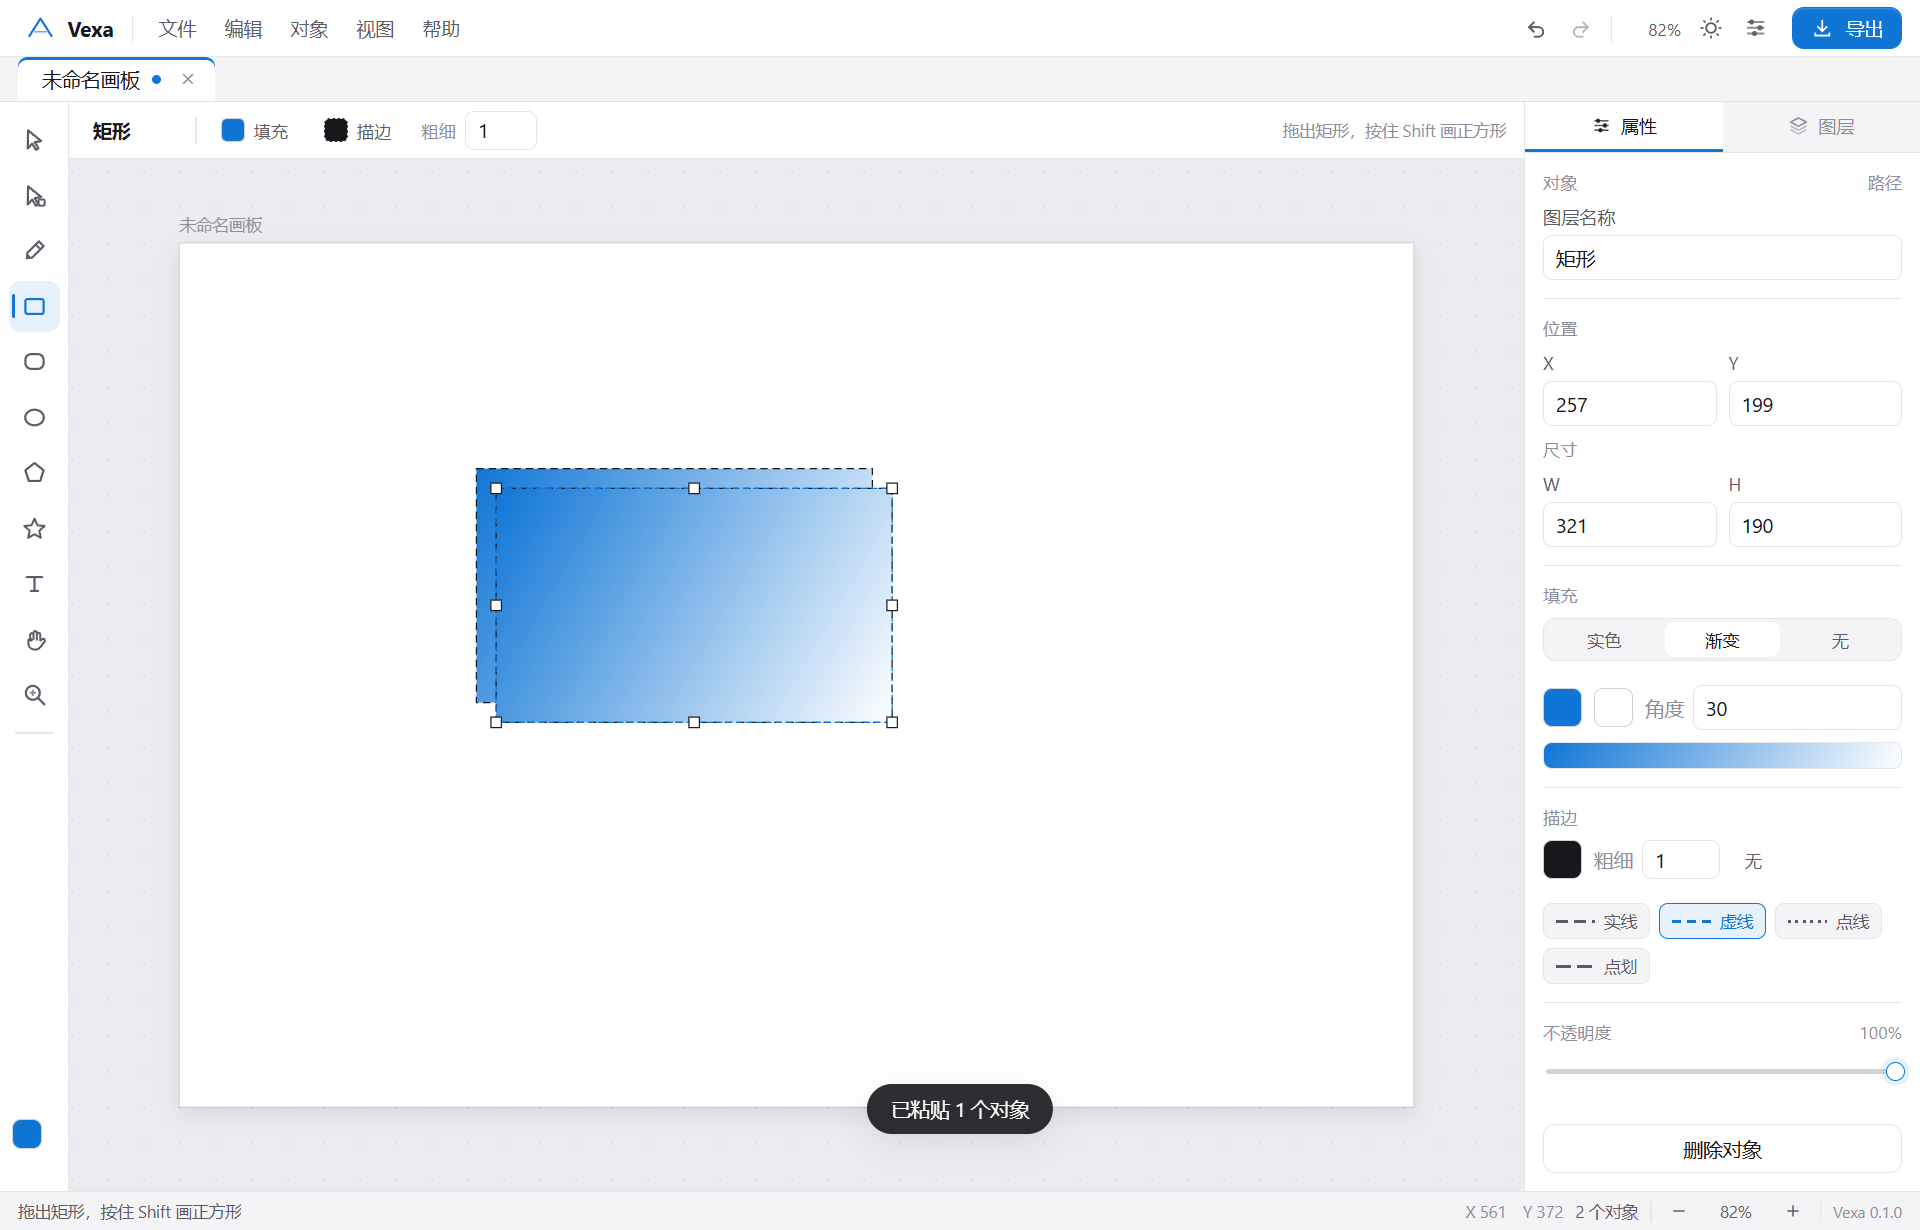 Vexa 文件 编辑 对象 视图 帮助 82% 导出
未命名画板
矩形 填充 描边 粗细 1 拖出矩形，按住 Shift 画正方形
属性 图层
对象 路径
图层名称
矩形
位置
X Y
257 199
尺寸
W H
321 190
填充
实色 渐变 无
角度 30
描边
粗细 1 无
实线 虚线 点线
点划
不透明度 100%
删除对象
未命名画板
已粘贴 1 个对象
拖出矩形，按住 Shift 画正方形 X 561 Y 372 2 个对象 82% Vexa 0.1.0